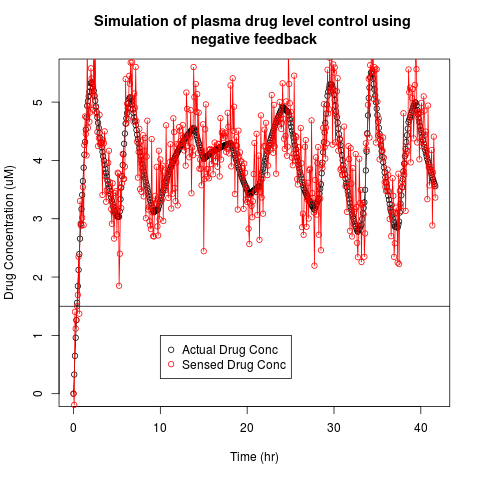 Simulation of plasma drug level control using
negative feedback
Drug Concentration (uM)
5
4
3
2
1
0
Actual Drug Conc
Sensed Drug Conc
0 10 20 30 40
Time (hr)